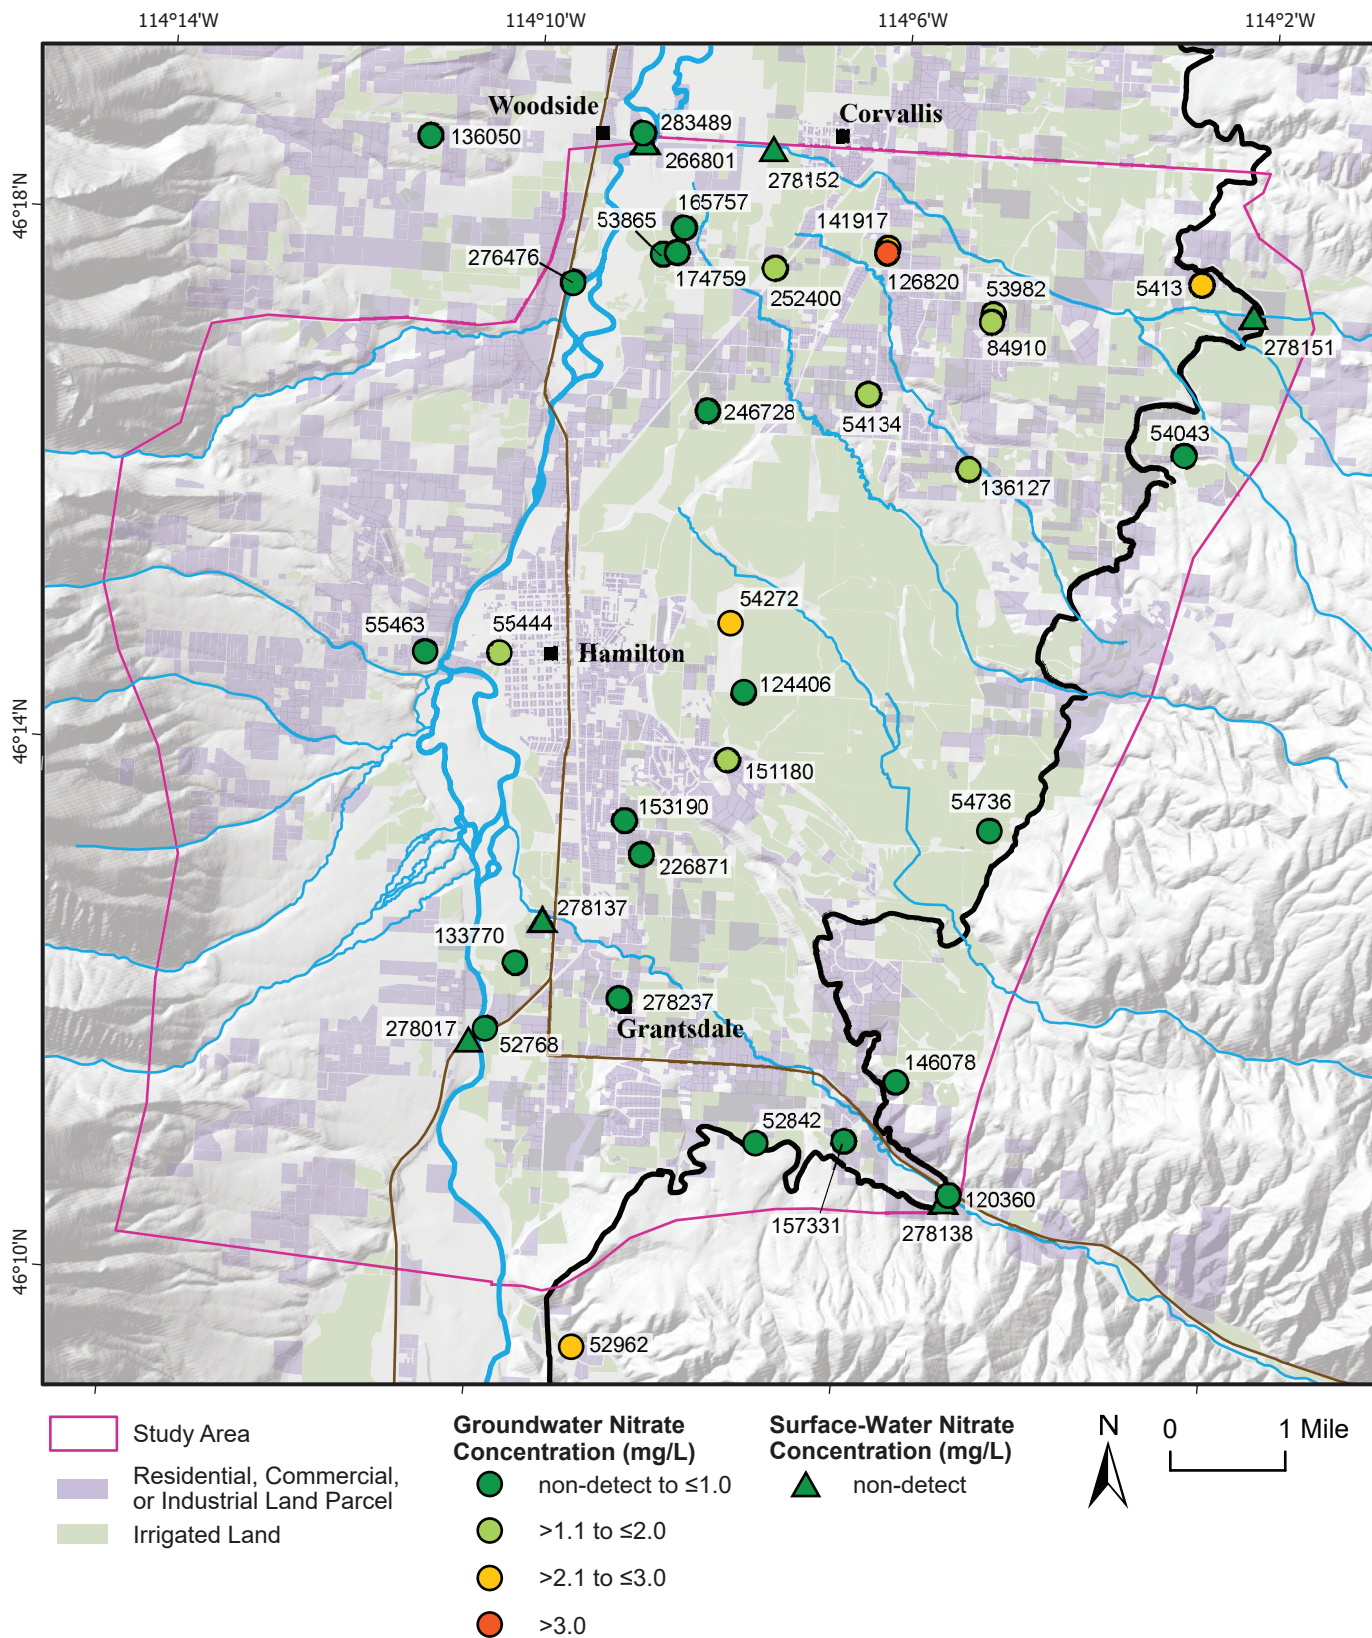 114°14'W
114°10'W
114°6'W
114°2'W
Woodside
Corvallis
283489
136050
266801
278152
46°18'N
165757
53865
141917
276476
174759
126820
252400
53982
5413
84910
278151
246728
54134
54043
136127
54272
55463
55444
Hamilton
124406
46°14'N
151180
153190
54736
226871
278137
133770
278237
278017
Grantsdale
52768
146078
52842
120360
157331
278138
46°10'N
52962
Study Area
Residential, Commercial,
or Industrial Land Parcel
Irrigated Land
Groundwater Nitrate
Concentration (mg/L)
non-detect to ≤1.0
>1.1 to ≤2.0
>2.1 to ≤3.0
>3.0
Surface-Water Nitrate
Concentration (mg/L)
non-detect
N
0 1 Mile